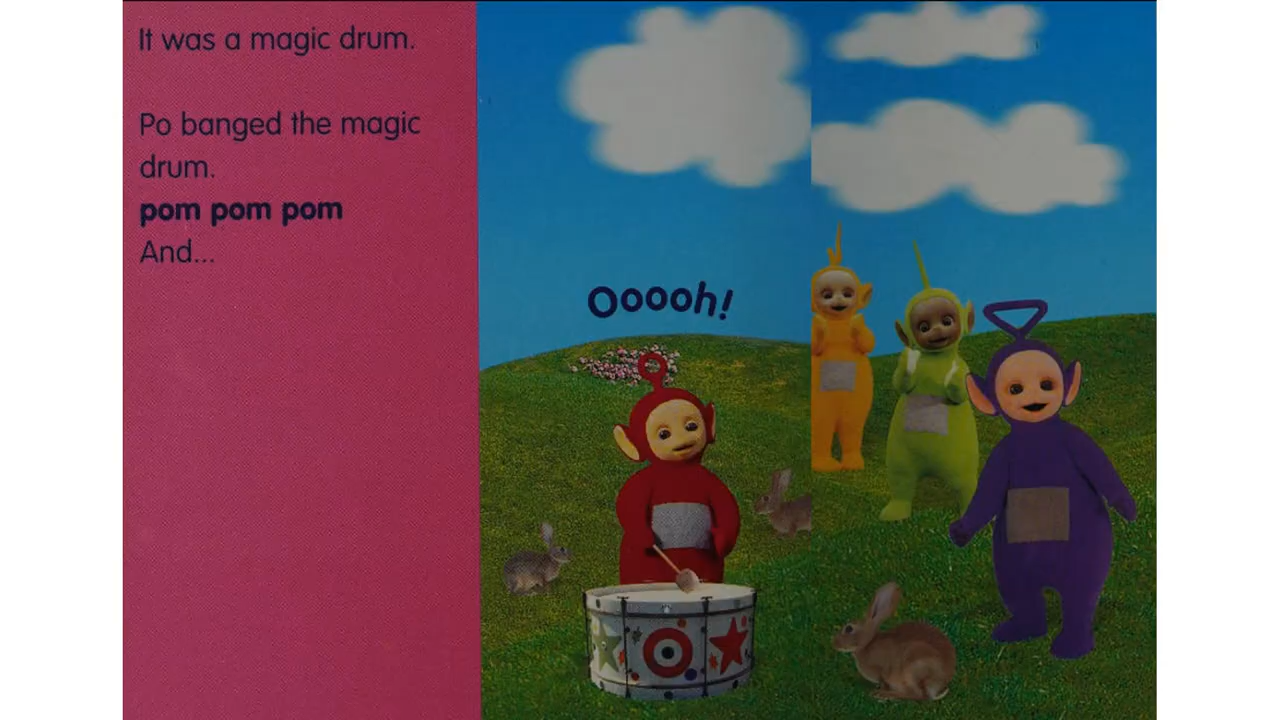 It was a magic drum.
Po banged the magic
drum.
pom pom pom
And...
Ooooh!